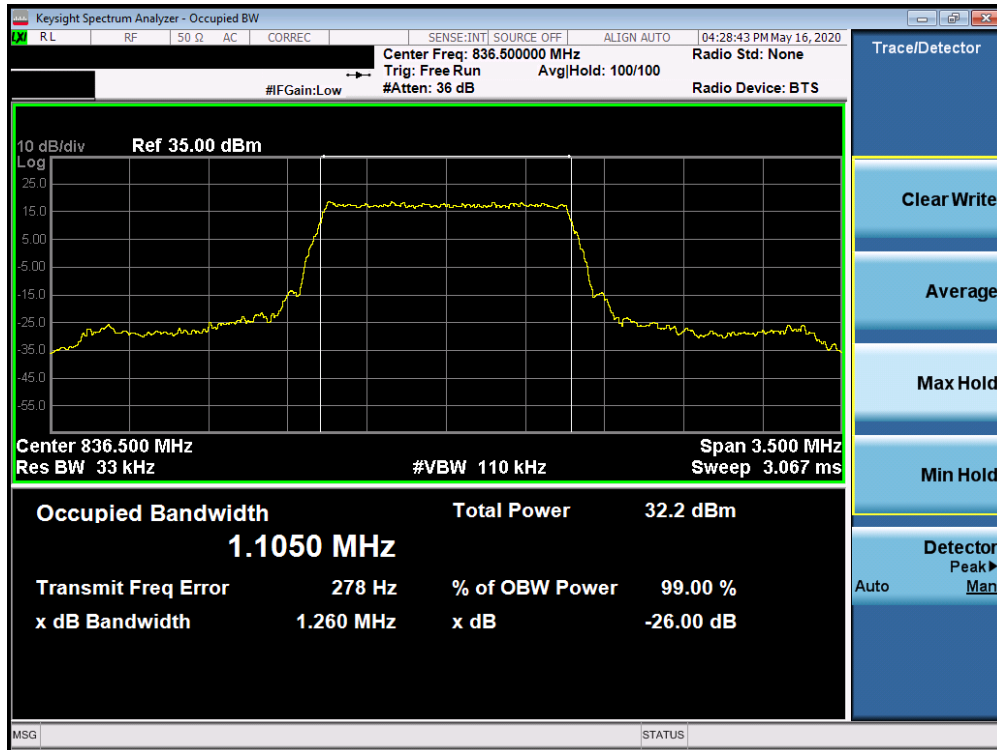 Keysight Spectrum Analyzer - Occupied BW
LXI RL RF 50 Ω AC CORREC SENSE:INT SOURCE OFF ALIGN AUTO 04:28:43 PM May 16, 2020
Center Freq: 836.500000 MHz Radio Std: None
Trig: Free Run Avg|Hold: 100/100
#IFGain:Low #Atten: 36 dB Radio Device: BTS
10 dB/div Ref 35.00 dBm
Log
25.0
15.0
5.00
-5.00
-15.0
-25.0
-35.0
-45.0
-55.0
Center 836.500 MHz Span 3.500 MHz
Res BW 33 kHz #VBW 110 kHz Sweep 3.067 ms
Occupied Bandwidth Total Power 32.2 dBm
1.1050 MHz
Transmit Freq Error 278 Hz % of OBW Power 99.00 %
x dB Bandwidth 1.260 MHz x dB -26.00 dB
MSG STATUS
Trace/Detector
Clear Write
Average
Max Hold
Min Hold
Detector
Peak▶
Auto Man